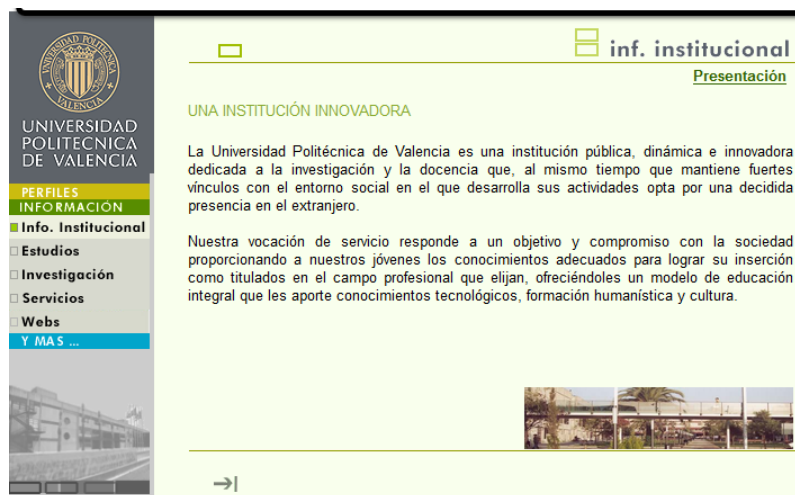 inf. institucional
Presentación
UNIVERSIDAD POLITECNICA VALENCIA
UNIVERSIDAD
POLITECNICA
DE VALENCIA
PERFILES
INFORMACIÓN
Info. Institucional
Estudios
Investigación
Servicios
Webs
Y MAS ...
UNA INSTITUCIÓN INNOVADORA
La Universidad Politécnica de Valencia es una institución pública, dinámica e innovadora
dedicada a la investigación y la docencia que, al mismo tiempo que mantiene fuertes
vínculos con el entorno social en el que desarrolla sus actividades opta por una decidida
presencia en el extranjero.
Nuestra vocación de servicio responde a un objetivo y compromiso con la sociedad
proporcionando a nuestros jóvenes los conocimientos adecuados para lograr su inserción
como titulados en el campo profesional que elijan, ofreciéndoles un modelo de educación
integral que les aporte conocimientos tecnológicos, formación humanística y cultura.